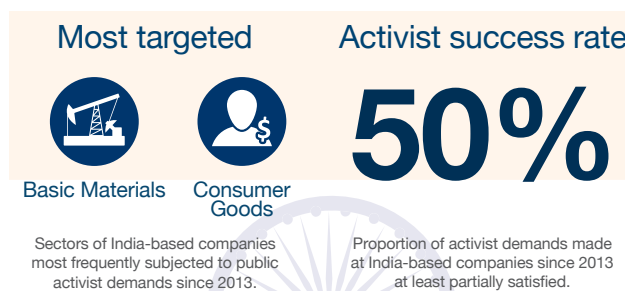 Most targeted
Basic Materials
Consumer
Goods
$
Sectors of India-based companies
most frequently subjected to public
activist demands since 2013.
Activist success rate
50%
Proportion of activist demands made
at India-based companies since 2013
at least partially satisfied.